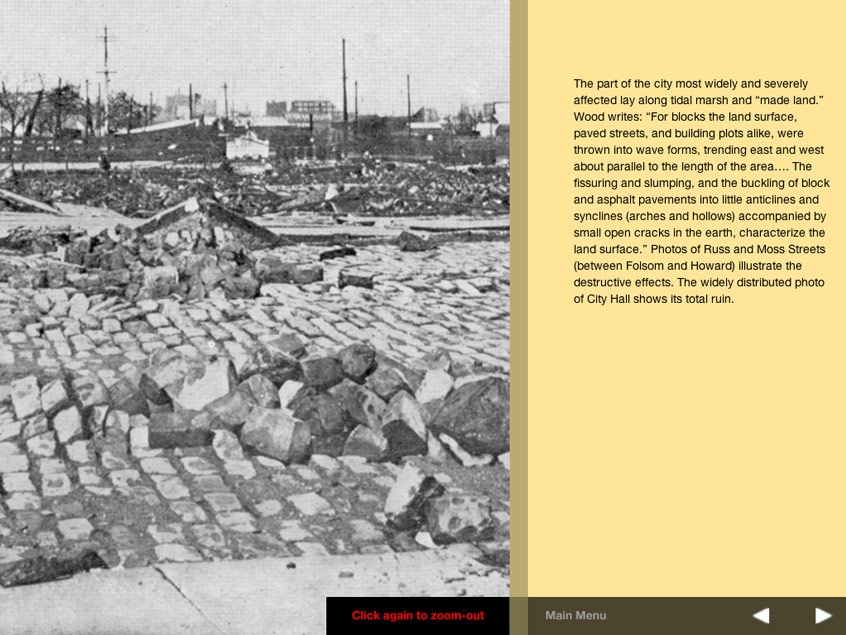 The part of the city most widely and severely
affected lay along tidal marsh and “made land.”
Wood writes: “For blocks the land surface,
paved streets, and building plots alike, were
thrown into wave forms, trending east and west
about parallel to the length of the area.... The
fissuring and slumping, and the buckling of block
and asphalt pavements into little anticlines and
synclines (arches and hollows) accompanied by
small open cracks in the earth, characterize the
land surface.” Photos of Russ and Moss Streets
(between Folsom and Howard) illustrate the
destructive effects. The widely distributed photo
of City Hall shows its total ruin.
Click again to zoom-out
Main Menu